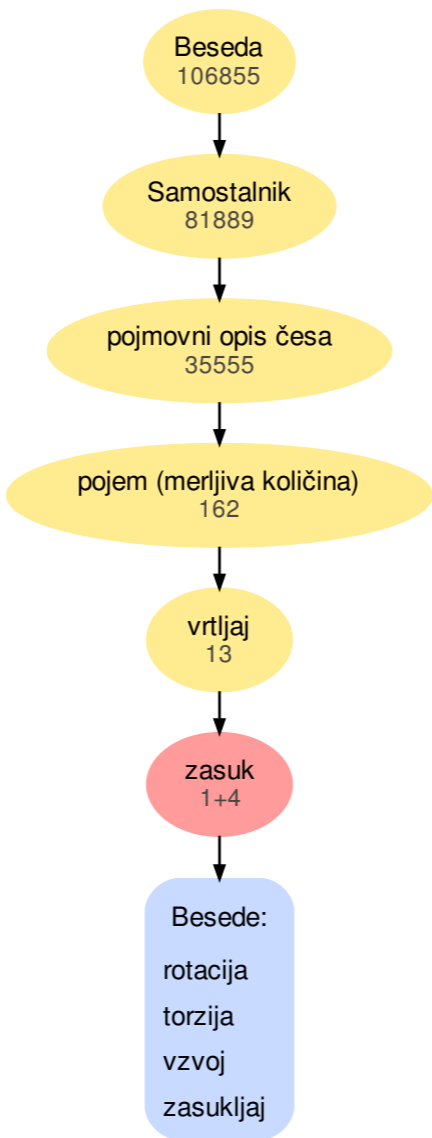 Beseda
106855
Samostalnik
81889
pojmovni opis česa
35555
pojem (merljiva količina)
162
vrtljaj
13
zasuk
1+4
Besede:
rotacija
torzija
vzvoj
zasukljaj